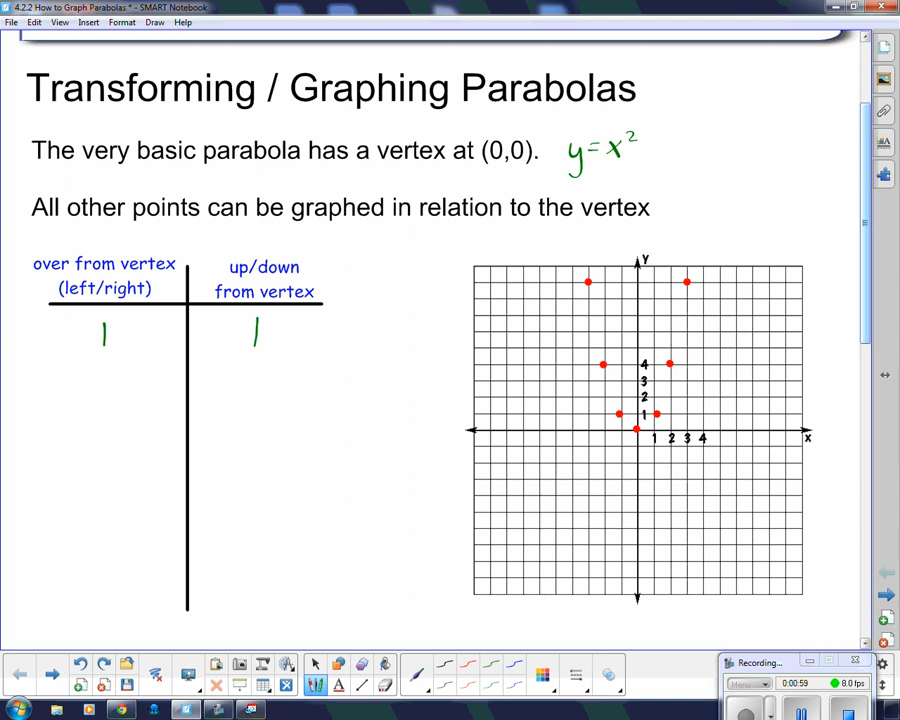 4.2.2 How to Graph Parabolas * - SMART Notebook
File Edit View Insert Format Draw Help
Transforming / Graphing Parabolas
The very basic parabola has a vertex at (0,0). y=x²
All other points can be graphed in relation to the vertex
over from vertex
(left/right)
up/down
from vertex
1 1
Y
4
3
2
1
1 2 3 4
X
Recording...
Menu 0:00:59 8.0 fps